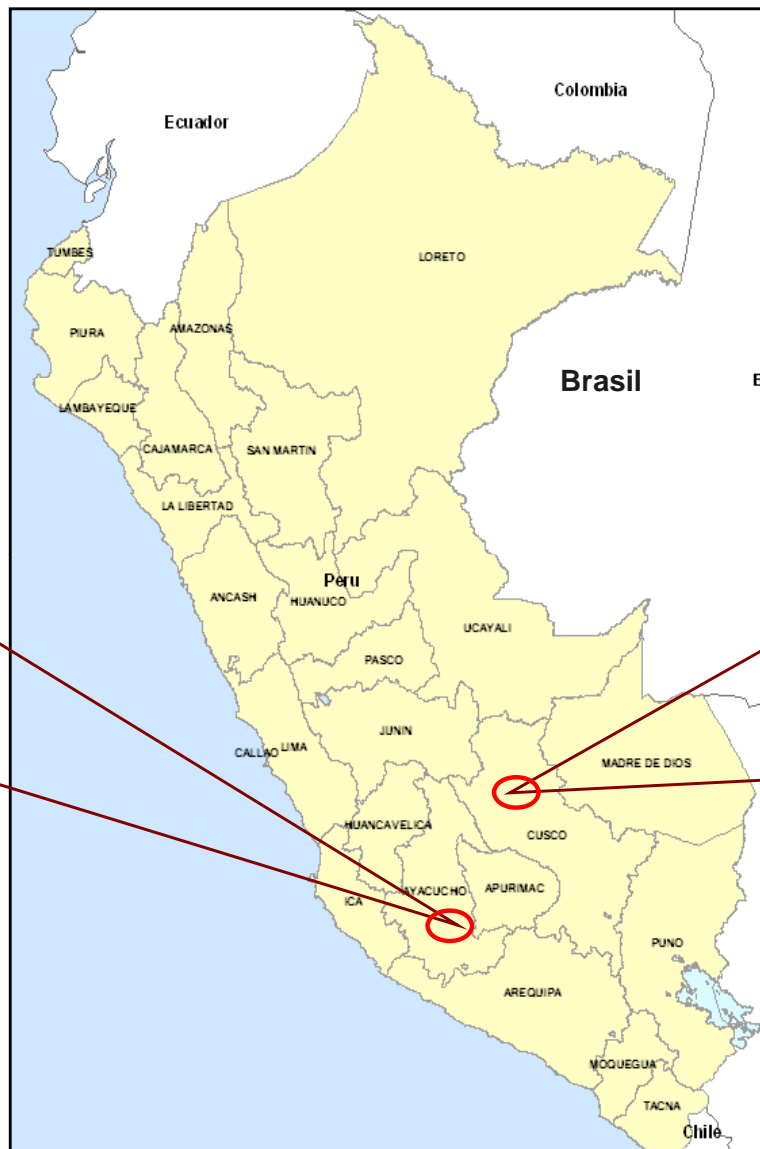 Colombia
Ecuador
TUMBES
LORETO
PIURA
AMAZONAS
Brasil
LAMBAYEQUE
CAJAMARCA
SAN MARTIN
LA LIBERTAD
Peru
ANCASH
HUANUCO
UCAYALI
PASCO
JUNIN
CALLAO
LIMA
MADRE DE DIOS
HUANCAVELICA
CUSCO
AYACUCHO
APURIMAC
ICA
PUNO
AREQUIPA
MOQUEGUA
TACNA
Chile